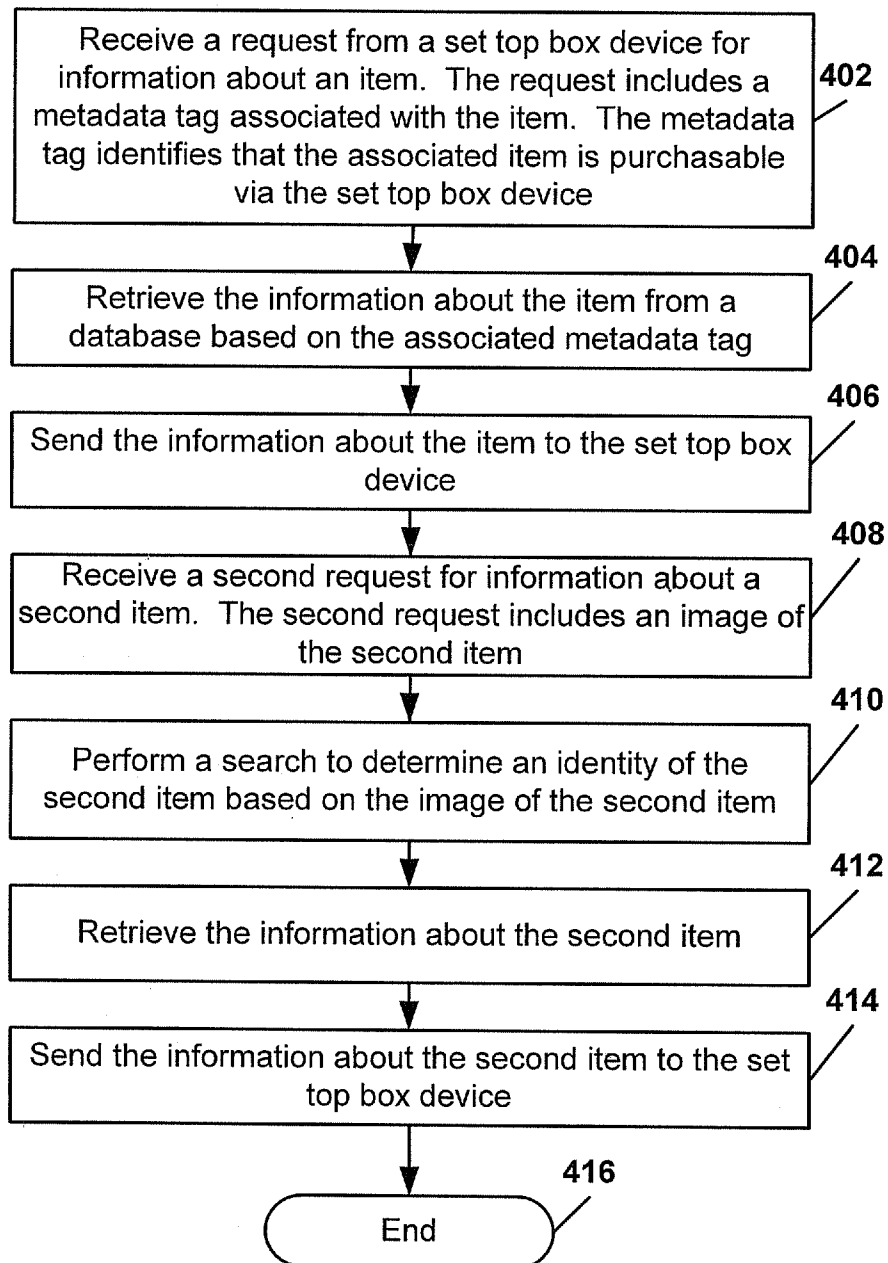 Receive a request from a set top box device for
information about an item. The request includes a
metadata tag associated with the item. The metadata
tag identifies that the associated item is purchasable
via the set top box device
402
404
Retrieve the information about the item from a
database based on the associated metadata tag
406
Send the information about the item to the set top box
device
408
Receive a second request for information about a
second item. The second request includes an image of
the second item
410
Perform a search to determine an identity of the
second item based on the image of the second item
412
Retrieve the information about the second item
414
Send the information about the second item to the set
top box device
416
End